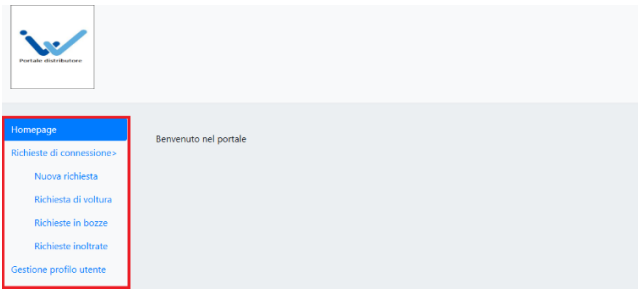 Portale distributore
Homepage
Benvenuto nel portale
Richieste di connessione>
Nuova richiesta
Richiesta di voltura
Richieste in bozze
Richieste inoltrate
Gestione profilo utente